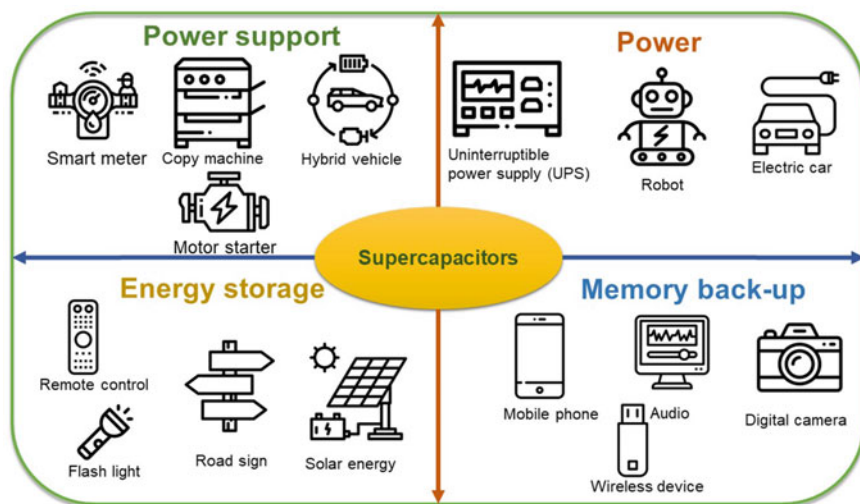 Power support
Smart meter
Copy machine
Hybrid vehicle
Motor starter
Power
Uninterruptible
power supply (UPS)
Robot
Electric car
Supercapacitors
Energy storage
Remote control
Flash light
Road sign
Solar energy
Memory back-up
Mobile phone
Audio
Digital camera
Wireless device